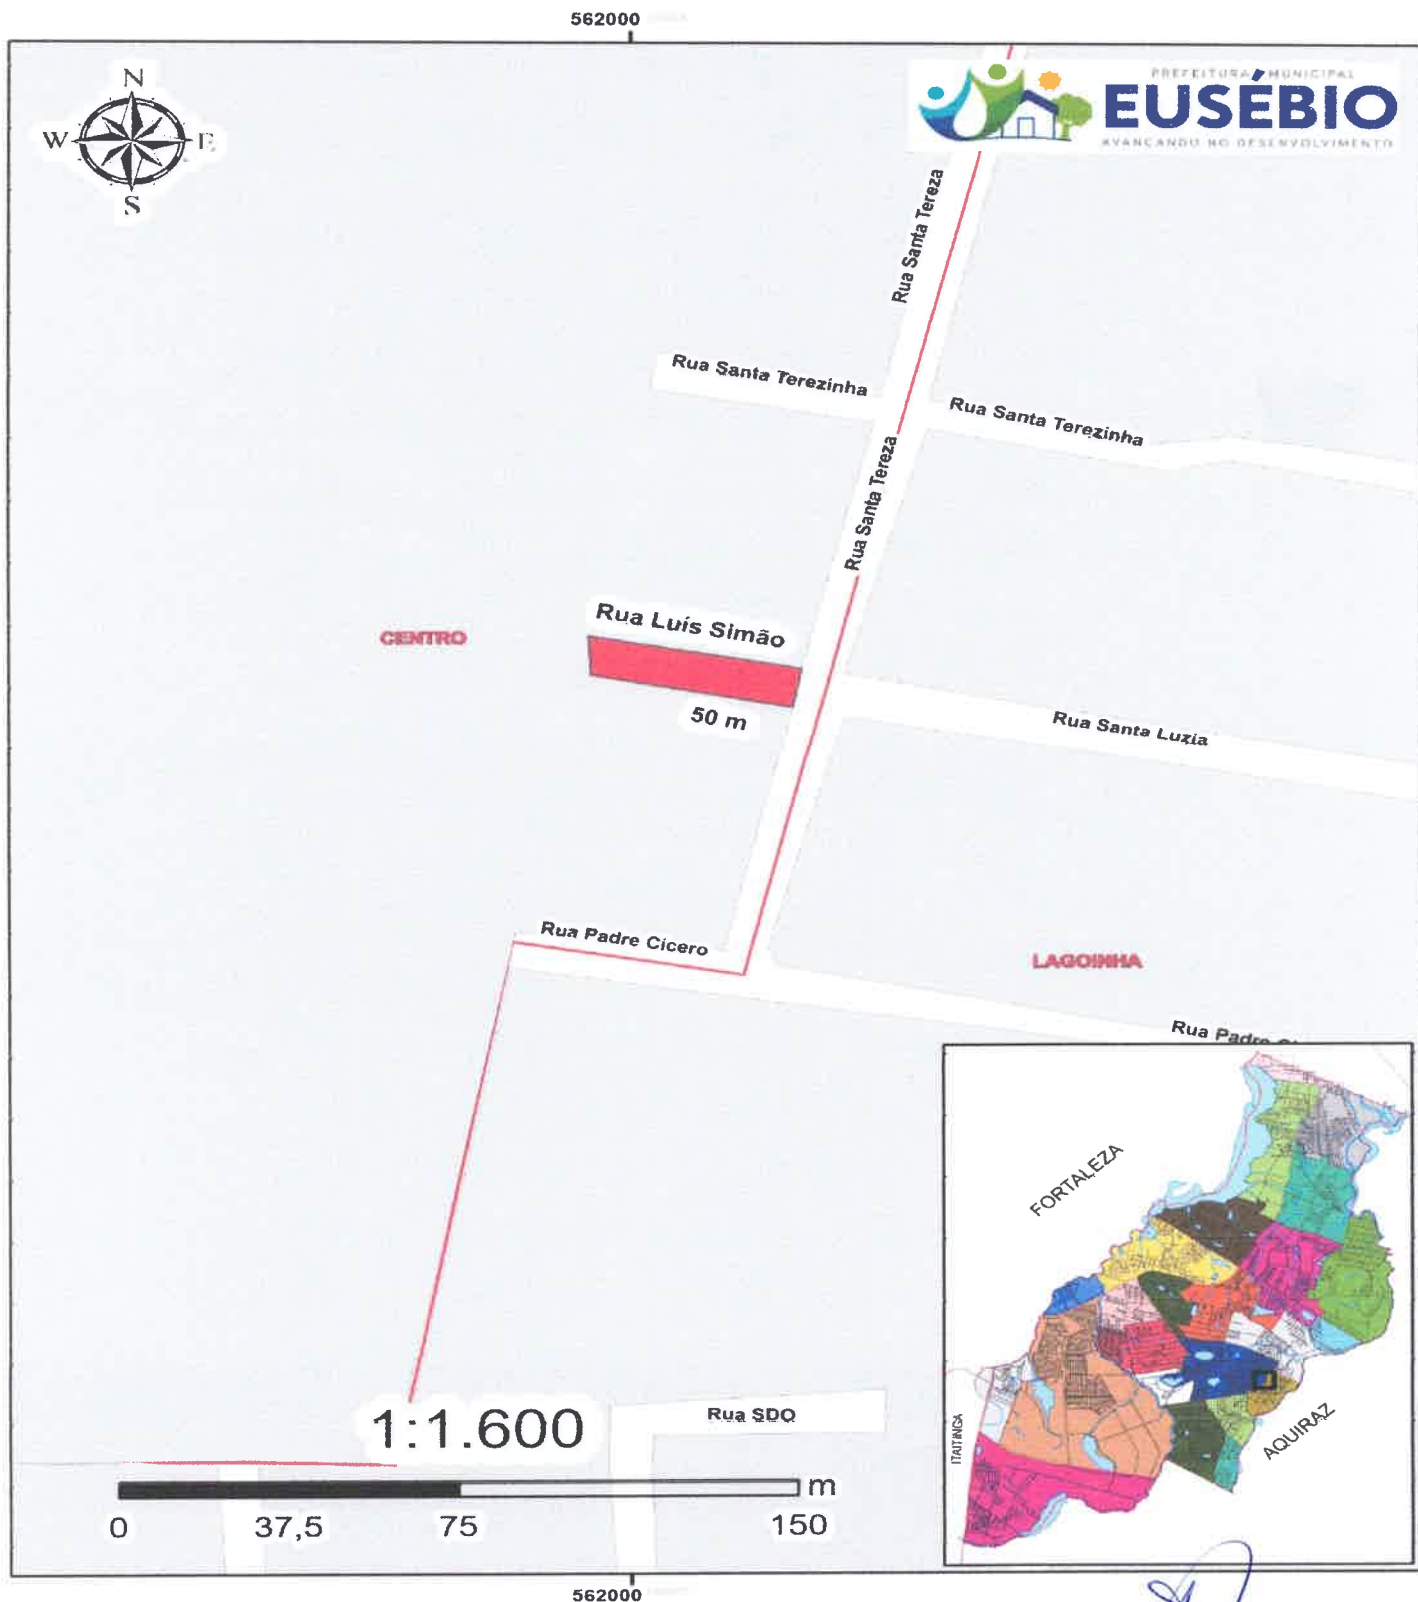 562000
N
W E
S
PREFEITURA MUNICIPAL
EUSÉBIO
AVANÇANDO NO DESENVOLVIMENTO
Rua Santa Tereza
Rua Santa Terezinha
Rua Santa Terezinha
Rua Santa Tereza
Rua Luís Simão
CENTRO
50 m
Rua Santa Luzia
Rua Padre Cicero
LAGOINHA
Rua Padre
FORTALEZA
ITAITINGA
AQUIRAZ
1:1.600
Rua SDO
m
0 37,5 75 150
562000